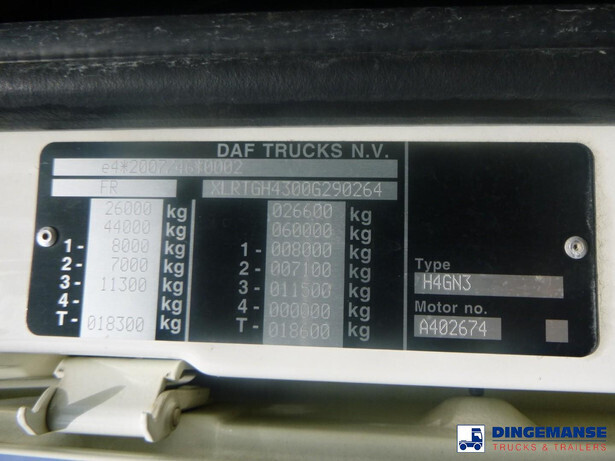 DAF TRUCKS N.V.
e4*2007/46*0002
FR XLRTGH4300G290264
26000 kg 026600 kg
44000 kg 060000 kg
1- 8000 kg 1- 008000 kg
2- 7000 kg 2- 007100 kg
3- 11300 kg 3- 011500 kg
4- kg 4- 000000 kg
T- 018300 kg T- 018600 kg
Type
H4GN3
Motor no.
A402674
DINGEMANSE
TRUCKS & TRAILERS